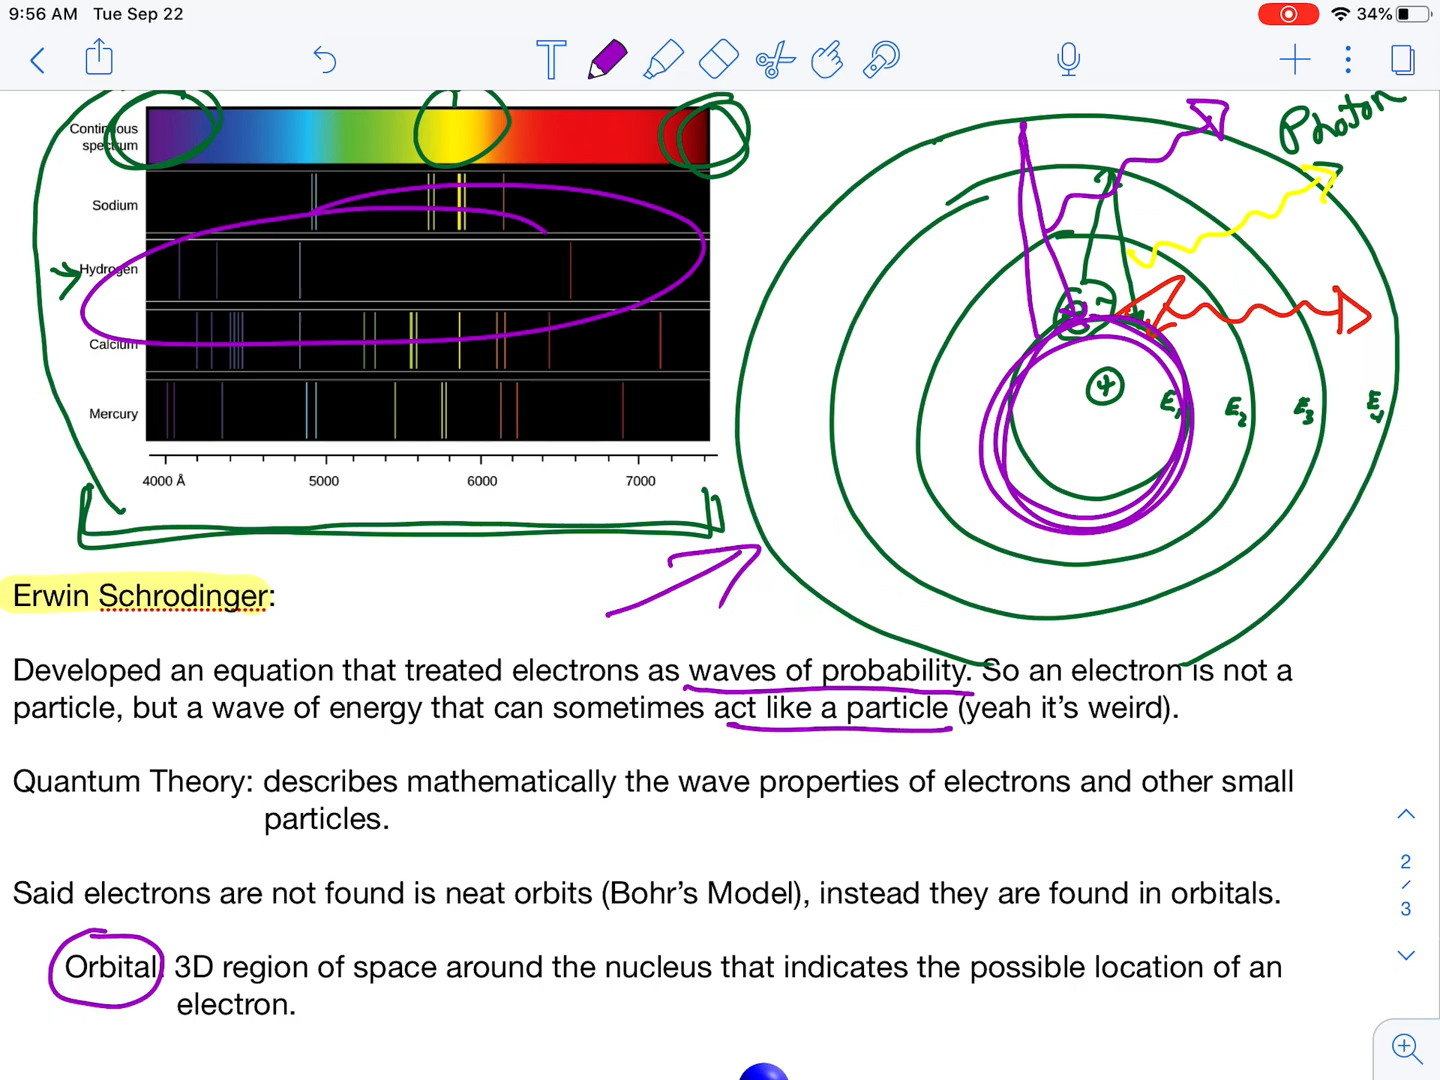 9:56 AM Tue Sep 22
34%
T
Continuous
spectrum
Sodium
Hydrogen
Calcium
Mercury
4000 Å 5000 6000 7000
Photon
E1 E2 E3 E4
Erwin Schrodinger:
Developed an equation that treated electrons as waves of probability. So an electron is not a
particle, but a wave of energy that can sometimes act like a particle (yeah it's weird).
Quantum Theory: describes mathematically the wave properties of electrons and other small
particles.
Said electrons are not found is neat orbits (Bohr's Model), instead they are found in orbitals.
Orbital: 3D region of space around the nucleus that indicates the possible location of an
electron.
2
/
3